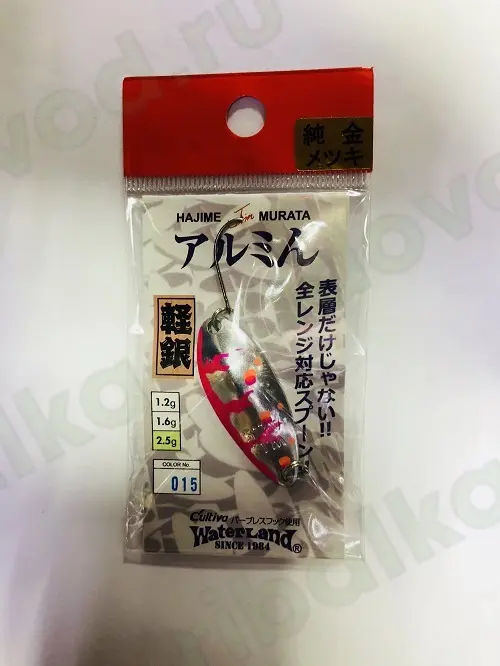 純金
メッキ
HAJIME Jn MURATA
アルミん
表層だけじゃない!!
全レンジ対応スプーン
軽銀
1.2g
1.6g
2.5g
COLOR No.
015
Cultiva バーブレスフック使用
WaterLand®
SINCE 1984